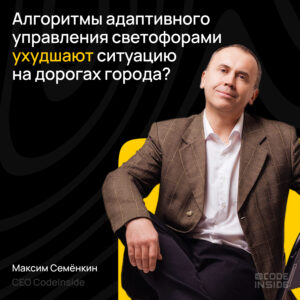 Алгоритмы адаптивного
управления светофорами
ухудшают ситуацию
на дорогах города?
Максим Семёнкин
CEO CodeInside
CODE
INSIDE